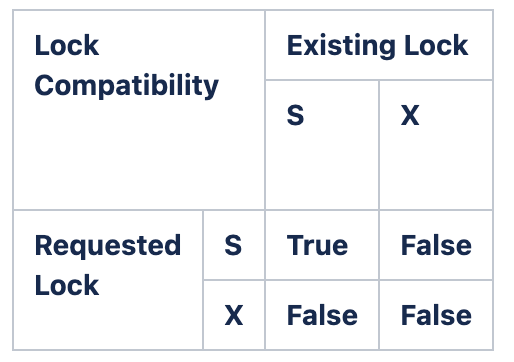 Lock
Compatibility
Existing Lock
S X
Requested
Lock
S True False
X False False